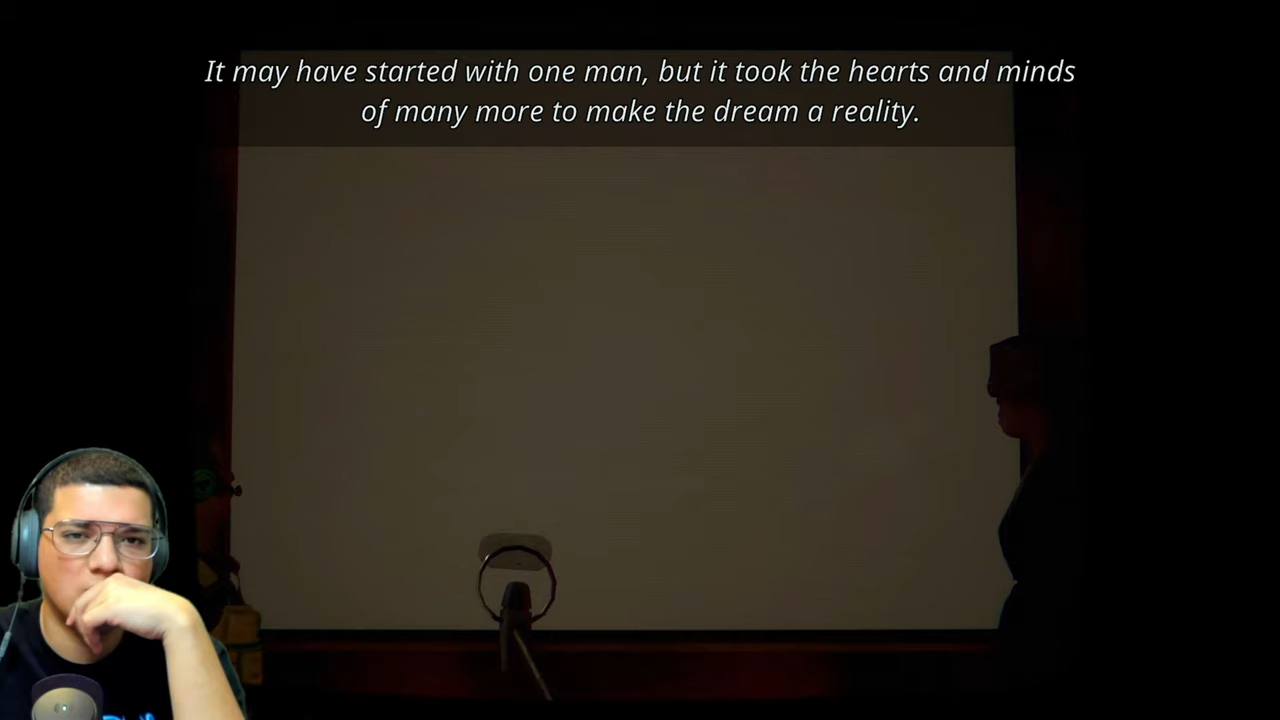 It may have started with one man, but it took the hearts and minds
of many more to make the dream a reality.